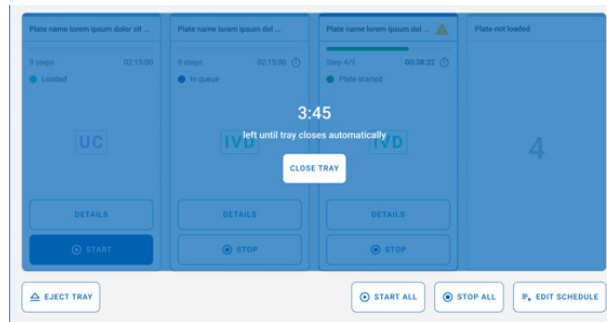 Plate name lorem ipsum dolor sit ...
Plate name lorem ipsum dol ...
Plate name lorem ipsum dol ...
Plate not loaded
9 steps 02:15:00
9 steps 02:15:00
Step 4/9 00:38:22
Loaded
In queue
Plate started
3:45
left until tray closes automatically
UC
IVD
IVD
4
CLOSE TRAY
DETAILS
DETAILS
DETAILS
START
STOP
STOP
EJECT TRAY
START ALL
STOP ALL
EDIT SCHEDULE